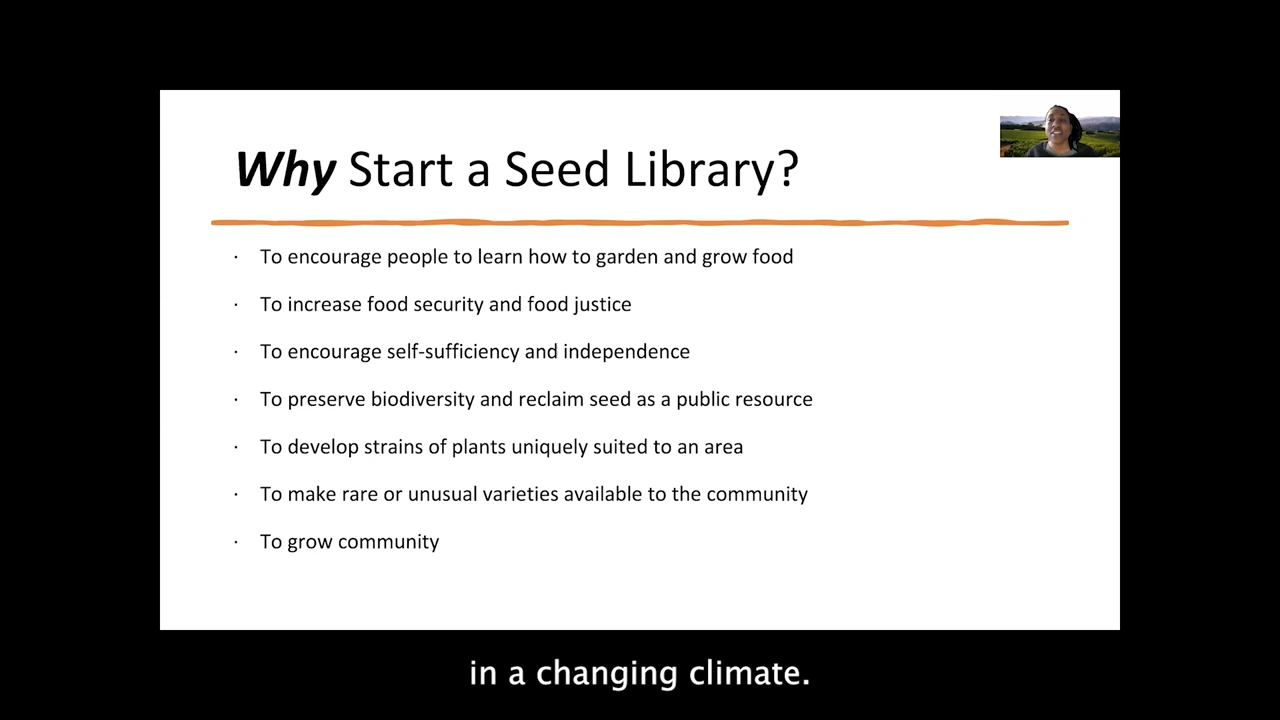 Why Start a Seed Library?
· To encourage people to learn how to garden and grow food
· To increase food security and food justice
· To encourage self-sufficiency and independence
· To preserve biodiversity and reclaim seed as a public resource
· To develop strains of plants uniquely suited to an area
· To make rare or unusual varieties available to the community
· To grow community
in a changing climate.